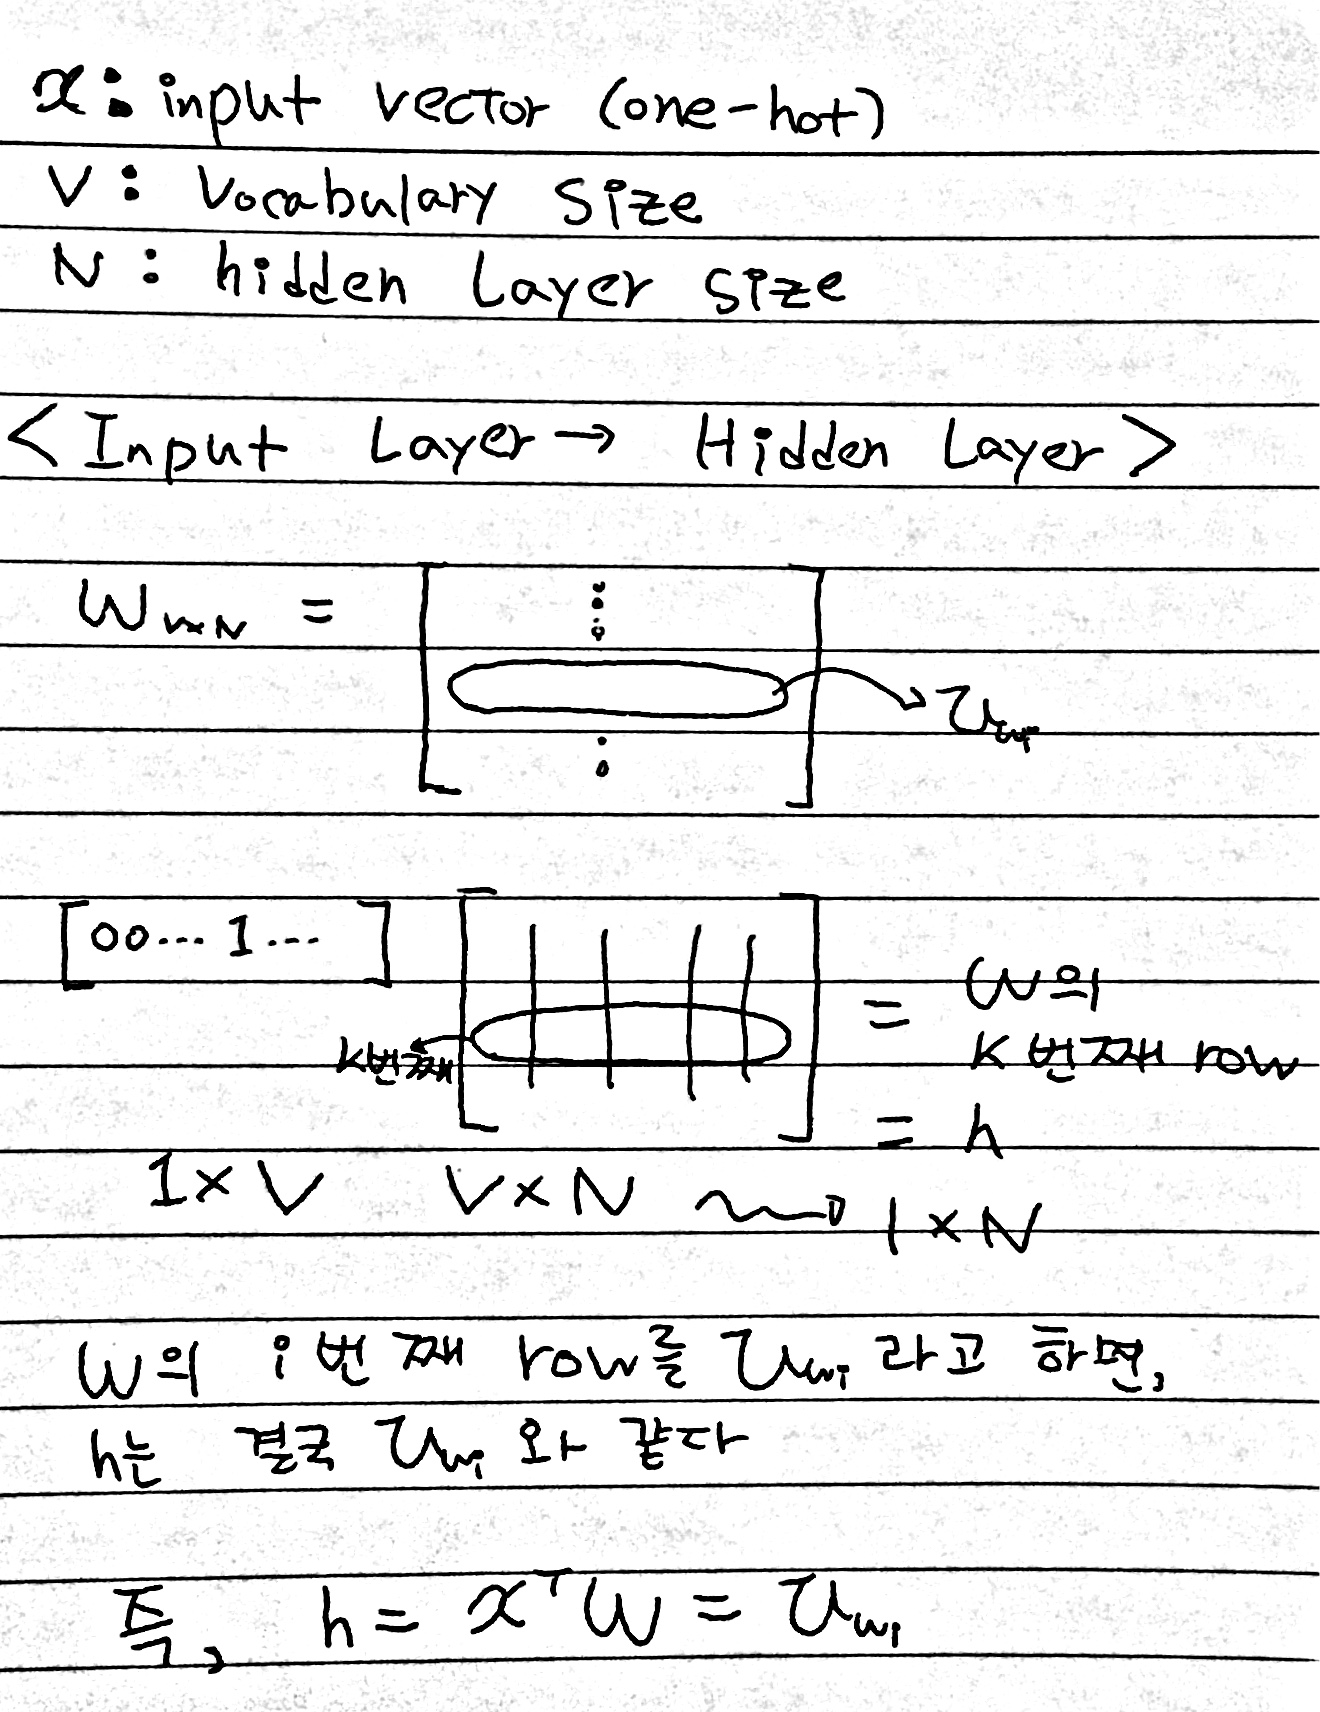 x: input vector (one-hot)
V: Vocabulary Size
N: hidden Layer size
<Input Layer → Hidden Layer>
W_{V×N} = [ ⋮ ⋮ ] → v_{w_i}
[00... 1... ] [ ] = W의
K번째 K번째 row
= h
1×V V×N → 1×N
W의 i번째 row를 v_{w_i} 라고 하면,
h는 결국 v_{w_i} 와 같다
즉, h = x^T W = v_{w_i}